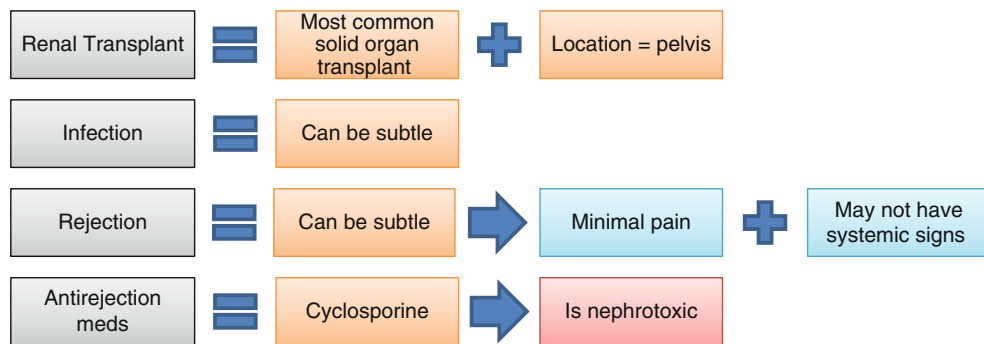 Renal Transplant
Most common
solid organ
transplant
Location = pelvis
Infection
Can be subtle
Rejection
Can be subtle
Minimal pain
May not have
systemic signs
Antirejection
meds
Cyclosporine
Is nephrotoxic